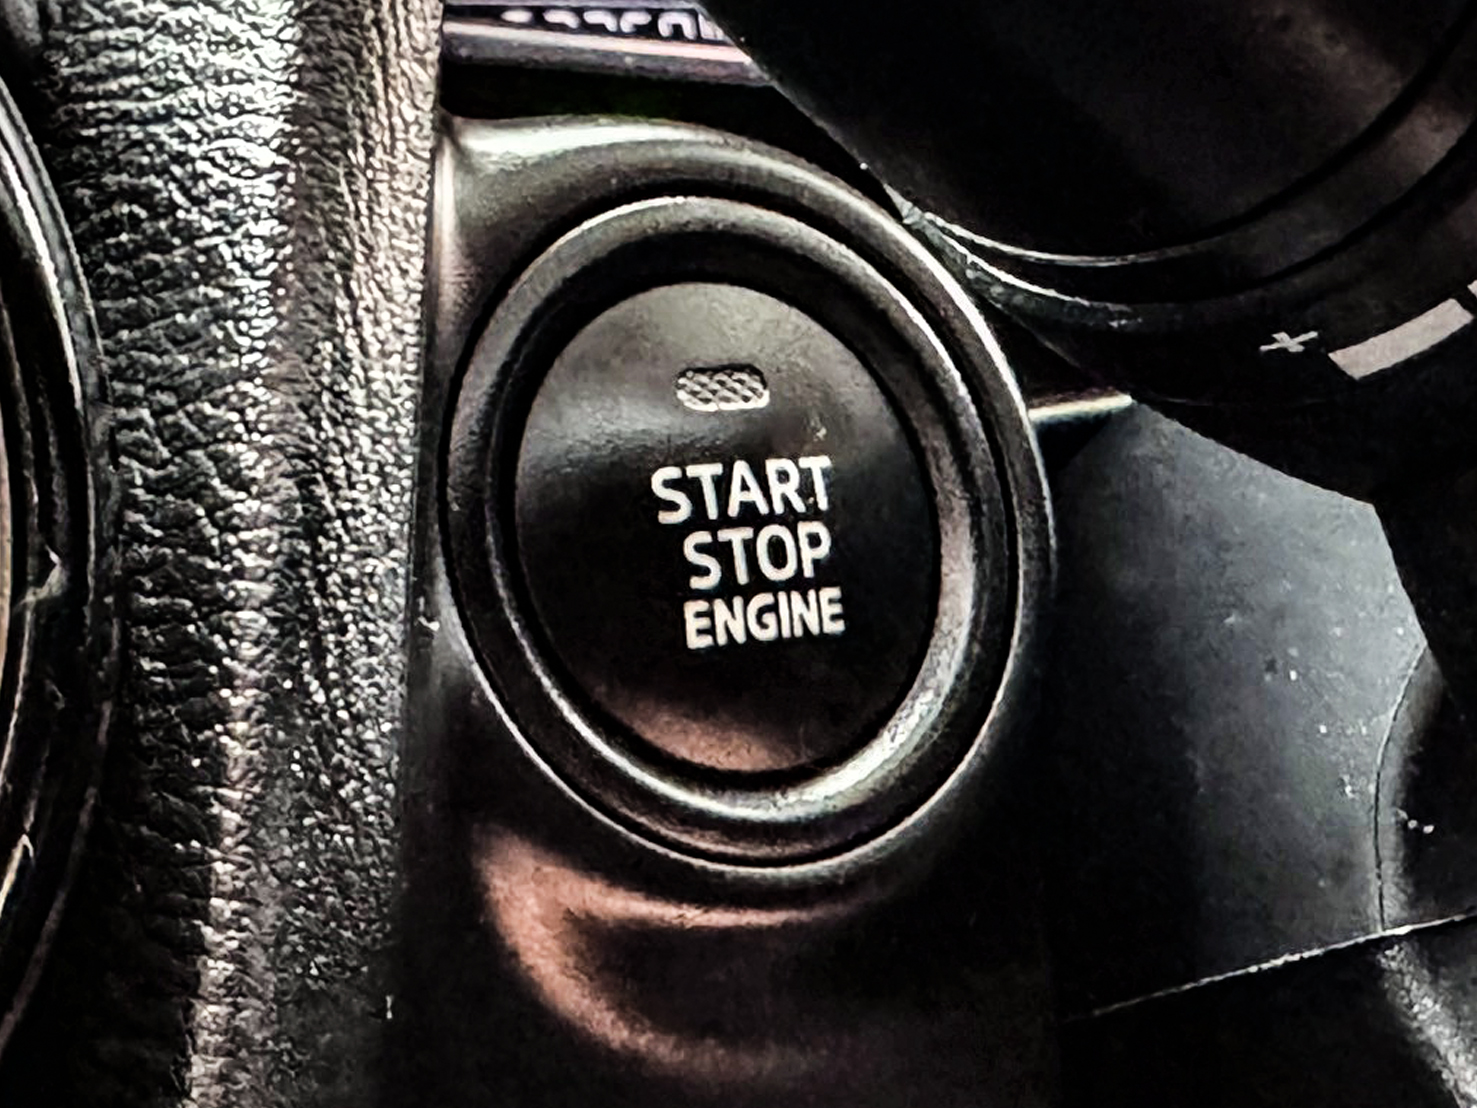 START
STOP
ENGINE
+